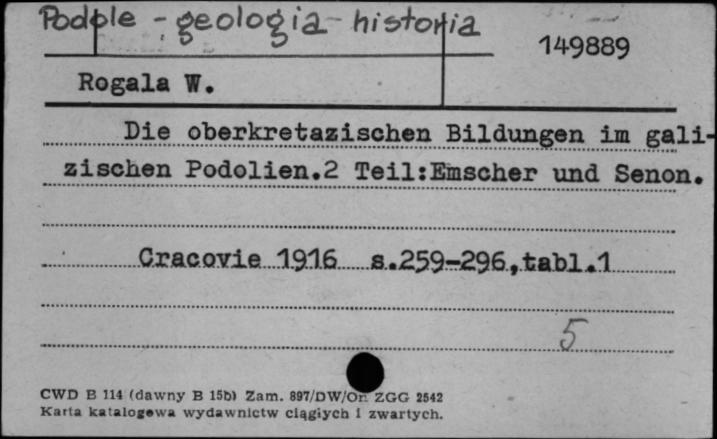 Podole - geologia - historia
149889
Rogala W.
Die oberkretazischen Bildungen im gali-
zischen Podolien.2 Teil:Emscher und Senon.
Cracovie 1916 s.259-296,tabl.1
5
CWD B 114 (dawny B 15b) Zam. 897/DW/Or. ZGG 2542
Karta katalogowa wydawnictw ciągłych i zwartych.